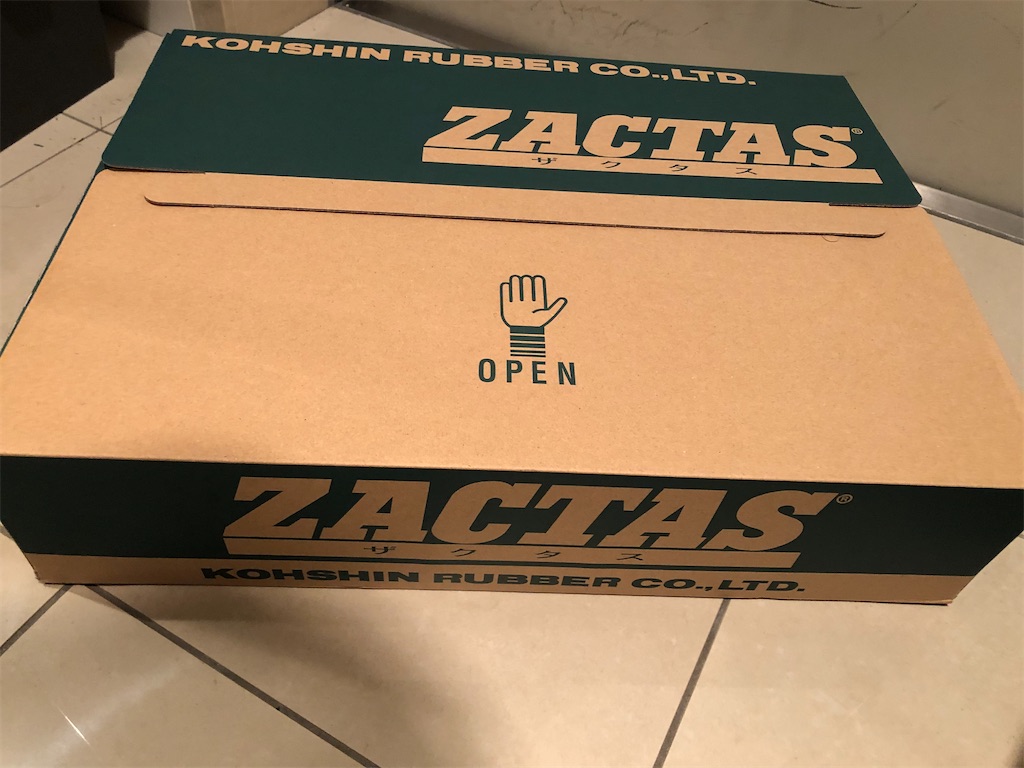 KOHSHIN RUBBER CO.,LTD.
ZACTAS®
ザクタス
OPEN
ZACTAS®
ザクタス
KOHSHIN RUBBER CO.,LTD.